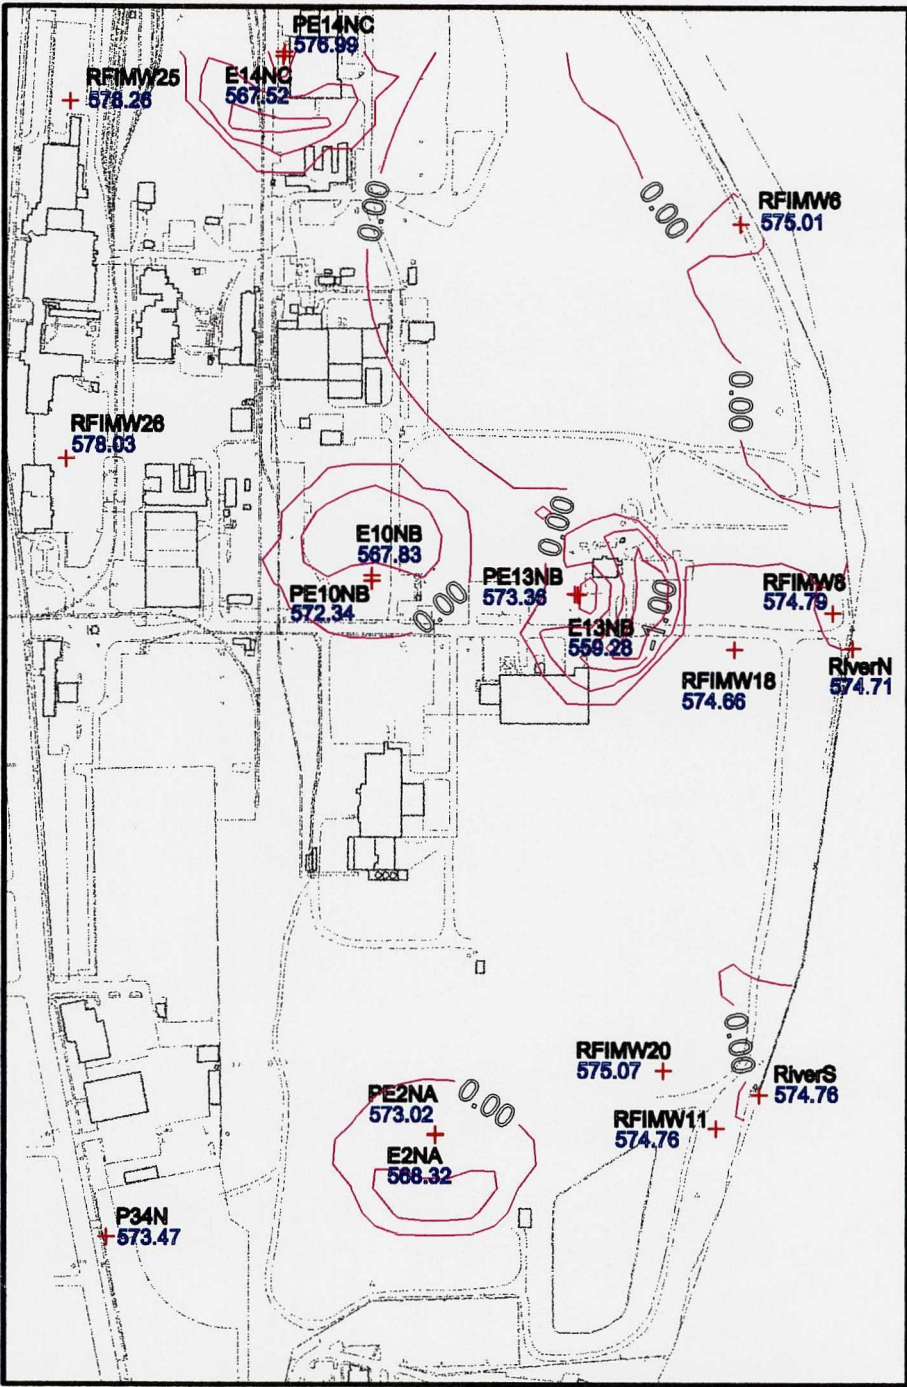 PE14NC
576.99
E14NC
567.52
RFIMW25
578.26
0.00
0.00
RFIMW6
575.01
0.00
RFIMW26
578.03
0.00
E10NB
567.83
PE10NB
572.34
0.00
PE13NB
573.36
1.00
E13NB
559.28
RFIMW8
574.79
RFIMW18
574.66
RiverN
574.71
0.00
RFIMW20
575.07
RiverS
574.76
RFIMW11
574.76
PE2NA
573.02
0.00
E2NA
568.32
P34N
573.47